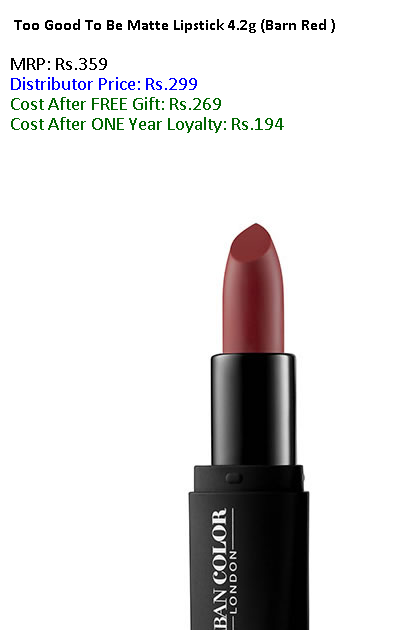 Too Good To Be Matte Lipstick 4.2g (Barn Red )
MRP: Rs.359
Distributor Price: Rs.299
Cost After FREE Gift: Rs.269
Cost After ONE Year Loyalty: Rs.194
BAN COLOR
LONDON